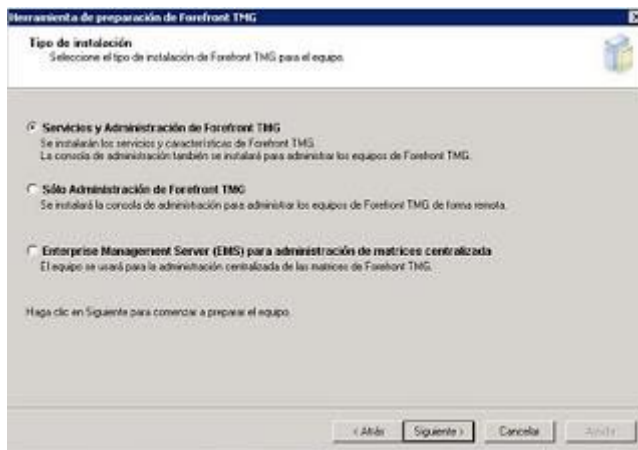 Herramienta de preparación de Forefront TMG
Tipo de instalación
Seleccione el tipo de instalación de Forefront TMG para el equipo.
Servicios y Administración de Forefront TMG
Se instalarán los servicios y características de Forefront TMG.
La consola de administración también se instalará para administrar los equipos de Forefront TMG.
Sólo Administración de Forefront TMG
Se instalará la consola de administración para administrar los equipos de Forefront TMG de forma remota.
Enterprise Management Server (EMS) para administración de matrices centralizada
El equipo se usará para la administración centralizada de las matrices de Forefront TMG.
Haga clic en Siguiente para comenzar a preparar el equipo.
< Atrás Siguiente > Cancelar Ayuda